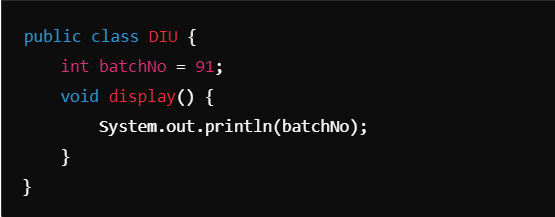 public class DIU {
    int batchNo = 91;
    void display() {
        System.out.println(batchNo);
    }
}